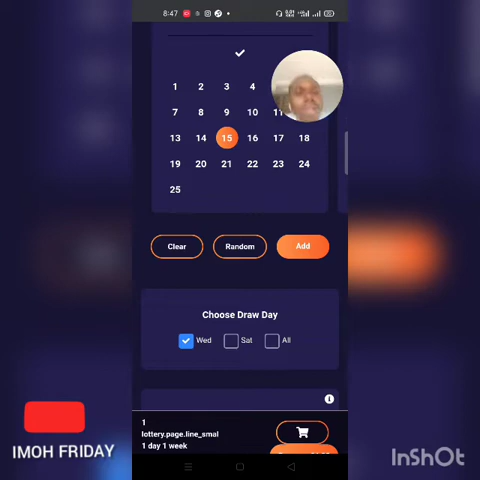 8:47
1 2 3 4
7 8 9 10 11
13 14 15 16 17 18
19 20 21 22 23 24
25
Clear Random Add
Choose Draw Day
Wed Sat All
1
lottery.page.line_smal
1 day 1 week
IMOH FRIDAY
InShOt